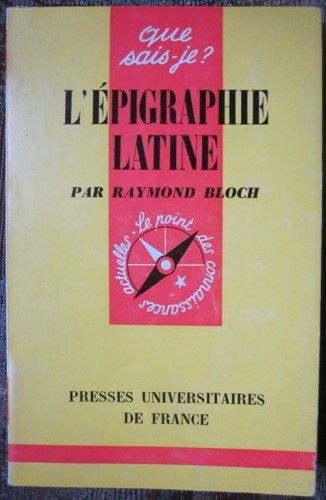 que
sais-je?
L'ÉPIGRAPHIE
LATINE
PAR RAYMOND BLOCH
Le point des connaissances actuelles.
PRESSES UNIVERSITAIRES
DE FRANCE